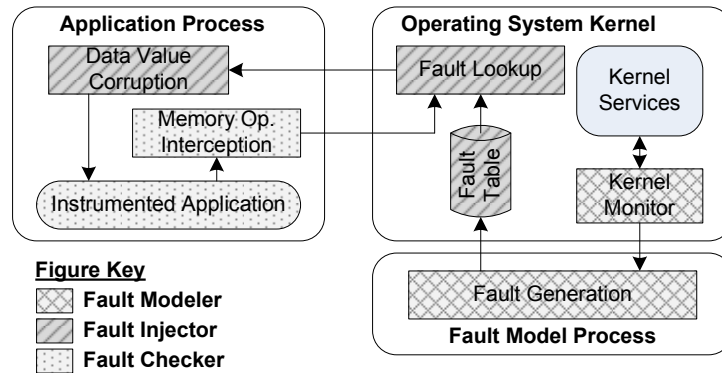 Application Process
Data Value
Corruption
Memory Op.
Interception
Instrumented Application
Operating System Kernel
Fault Lookup
Kernel
Services
Fault
Table
Kernel
Monitor
Fault Generation
Fault Model Process
Figure Key
Fault Modeler
Fault Injector
Fault Checker